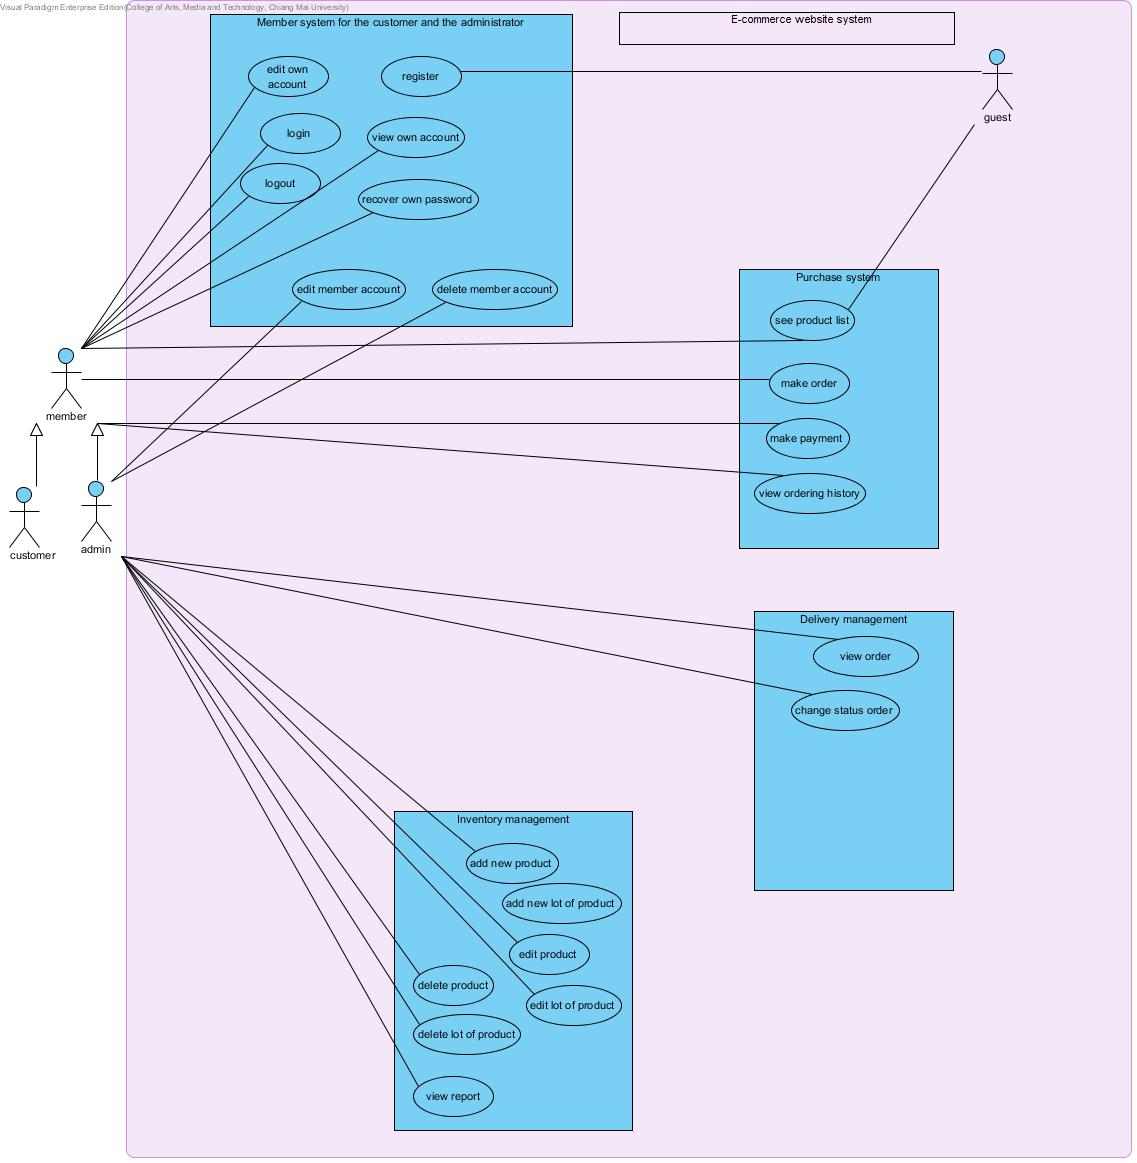 Visual Paradigm Enterprise Edition(College of Arts, Media and Technology, Chiang Mai University)
Member system for the customer and the administrator
E-commerce website system
edit own
account
register
guest
login
view own account
logout
recover own password
edit member account
delete member account
Purchase system
see product list
make order
make payment
view ordering history
member
customer
admin
Delivery management
view order
change status order
Inventory management
add new product
add new lot of product
edit product
delete product
edit lot of product
delete lot of product
view report